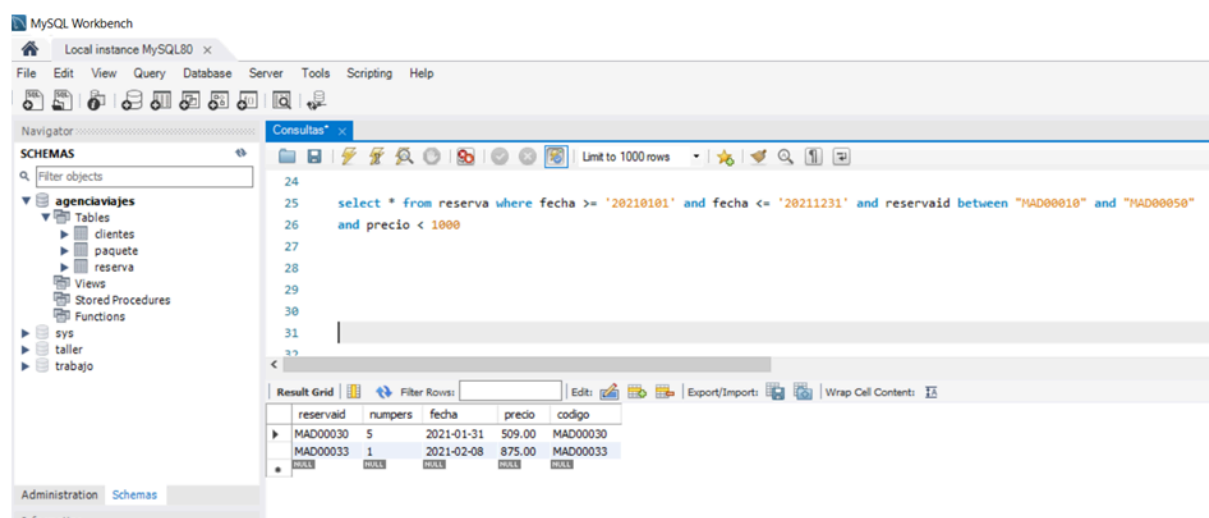 MySQL Workbench
Local instance MySQL80 ×
File Edit View Query Database Server Tools Scripting Help
Limit to 1000 rows
Navigator
Consultas* ×
SCHEMAS
Filter objects
agenciaviajes
Tables
clientes
paquete
reserva
Views
Stored Procedures
Functions
sys
taller
trabajo
Administration Schemas
24
25 select * from reserva where fecha >= '20210101' and fecha <= '20211231' and reservaid between "MAD00010" and "MAD00050"
26 and precio < 1000
27
28
29
30
31
32
Result Grid Filter Rows: Edit: Export/Import: Wrap Cell Content:
reservaid numpers fecha precio codigo
MAD00030 5 2021-01-31 509.00 MAD00030
MAD00033 1 2021-02-08 875.00 MAD00033
NULL NULL NULL NULL NULL